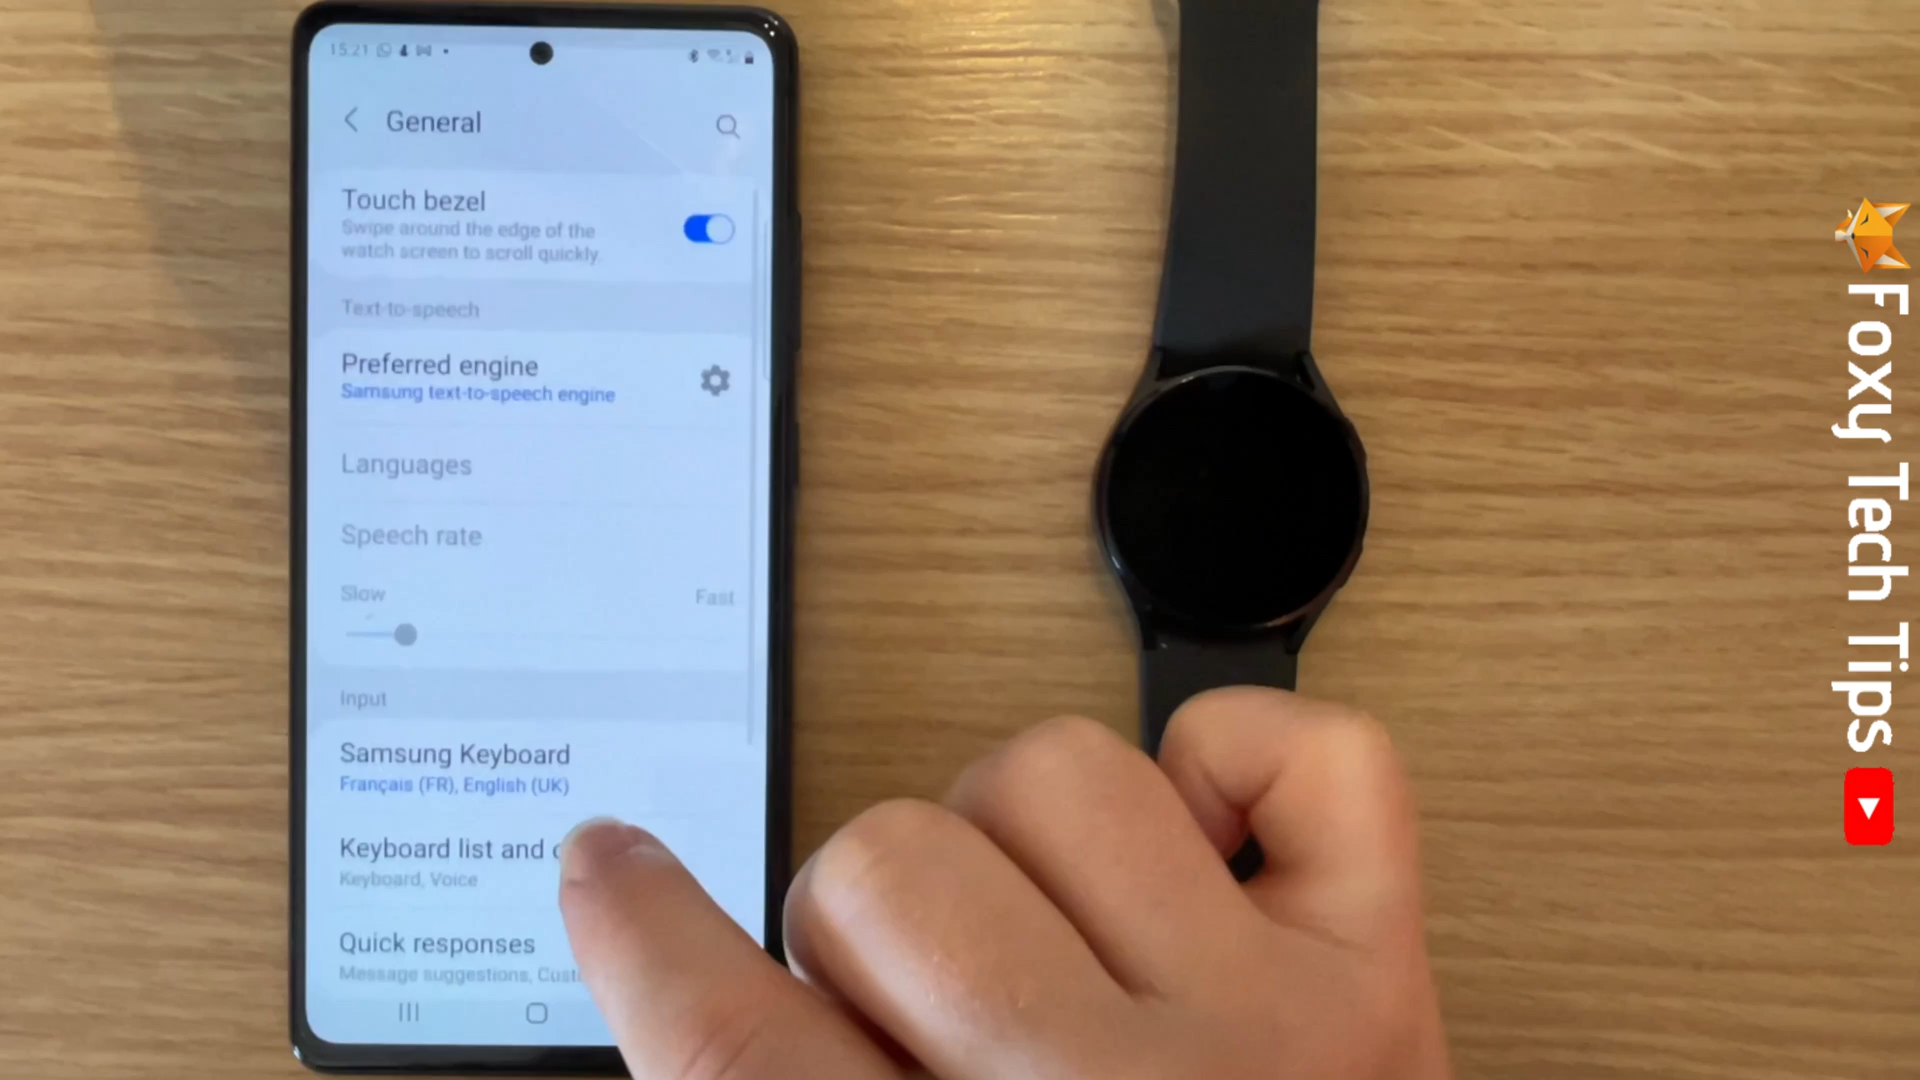 15.21
General
Touch bezel
Swipe around the edge of the
watch screen to scroll quickly.
Text-to-speech
Preferred engine
Samsung text-to-speech engine
Languages
Speech rate
Slow
Fast
Input
Samsung Keyboard
Français (FR), English (UK)
Keyboard list and
Keyboard, Voice
Quick responses
Message suggestions,
Foxy Tech Tips